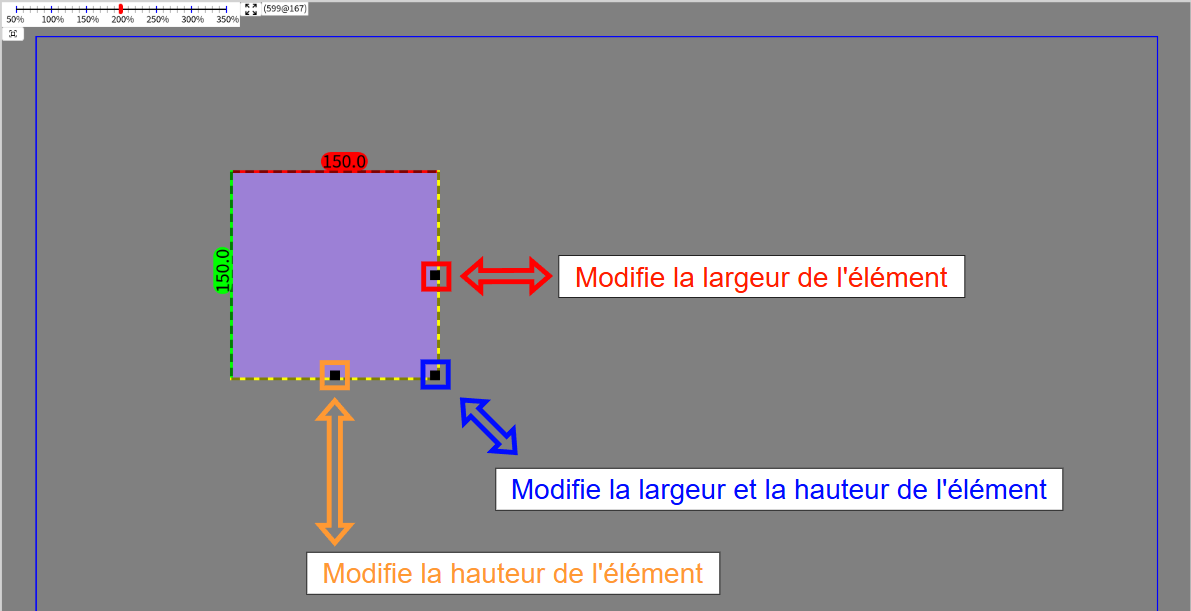 50% 100% 150% 200% 250% 300% 350%
(599@167)
150.0
150.0
Modifie la largeur de l'élément
Modifie la largeur et la hauteur de l'élément
Modifie la hauteur de l'élément